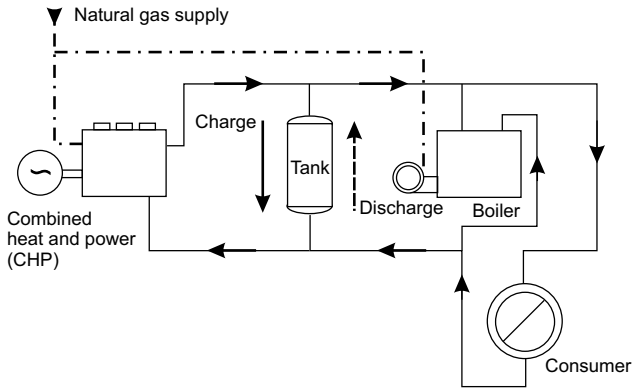 Natural gas supply
Charge
Tank
Discharge
Boiler
Combined
heat and power
(CHP)
Consumer